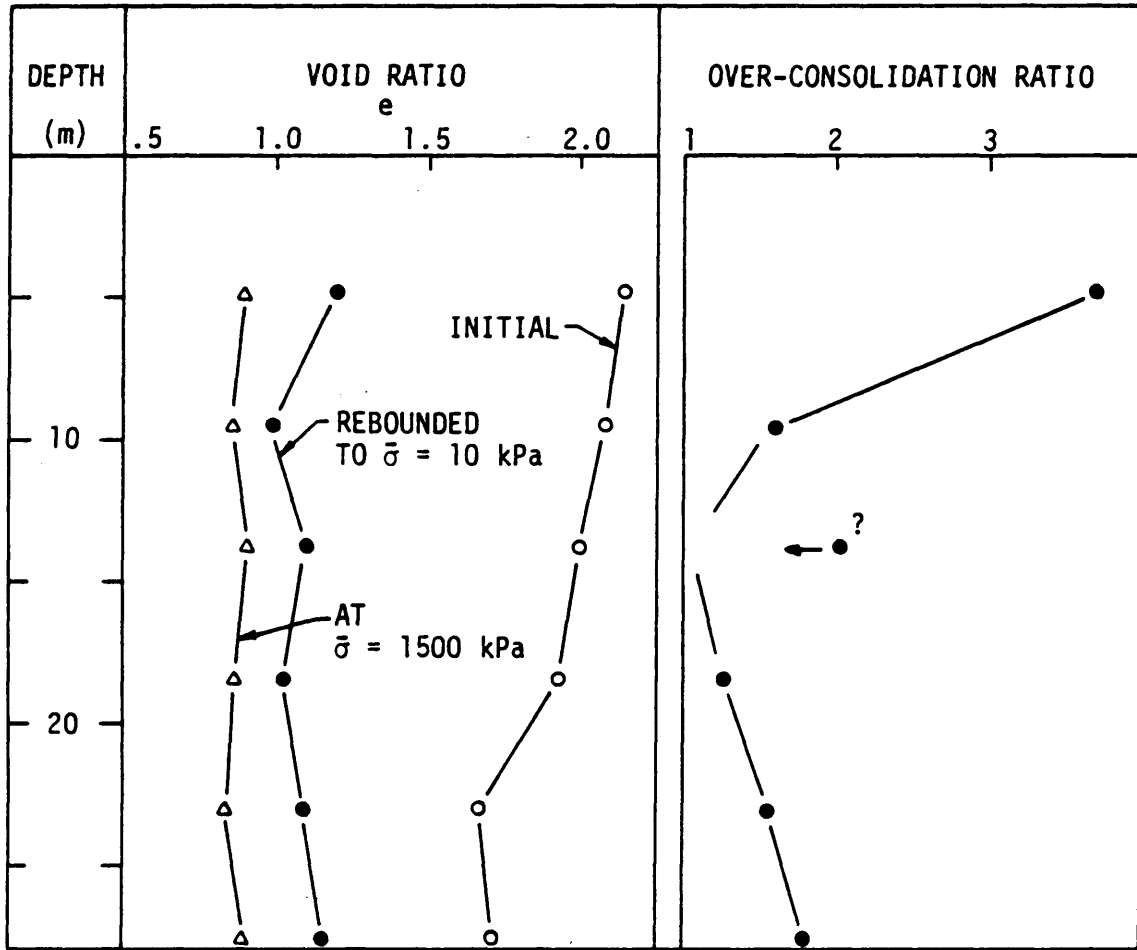 DEPTH
(m)
VOID RATIO
e
.5 1.0 1.5 2.0
OVER-CONSOLIDATION RATIO
1 2 3
INITIAL
REBOUNDED
TO σ̄ = 10 kPa
10
?
AT
σ̄ = 1500 kPa
20